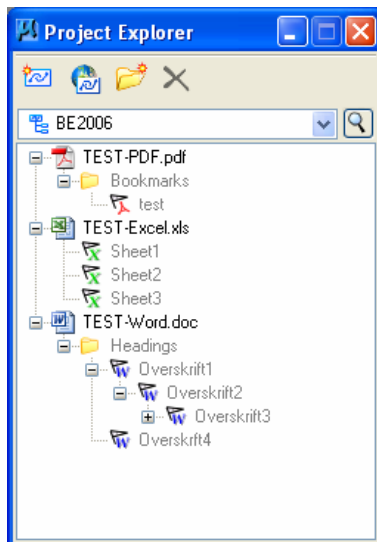 Project Explorer
BE2006
TEST-PDF.pdf
Bookmarks
test
TEST-Excel.xls
Sheet1
Sheet2
Sheet3
TEST-Word.doc
Headings
Overskrift1
Overskrift2
Overskrift3
Overskrft4